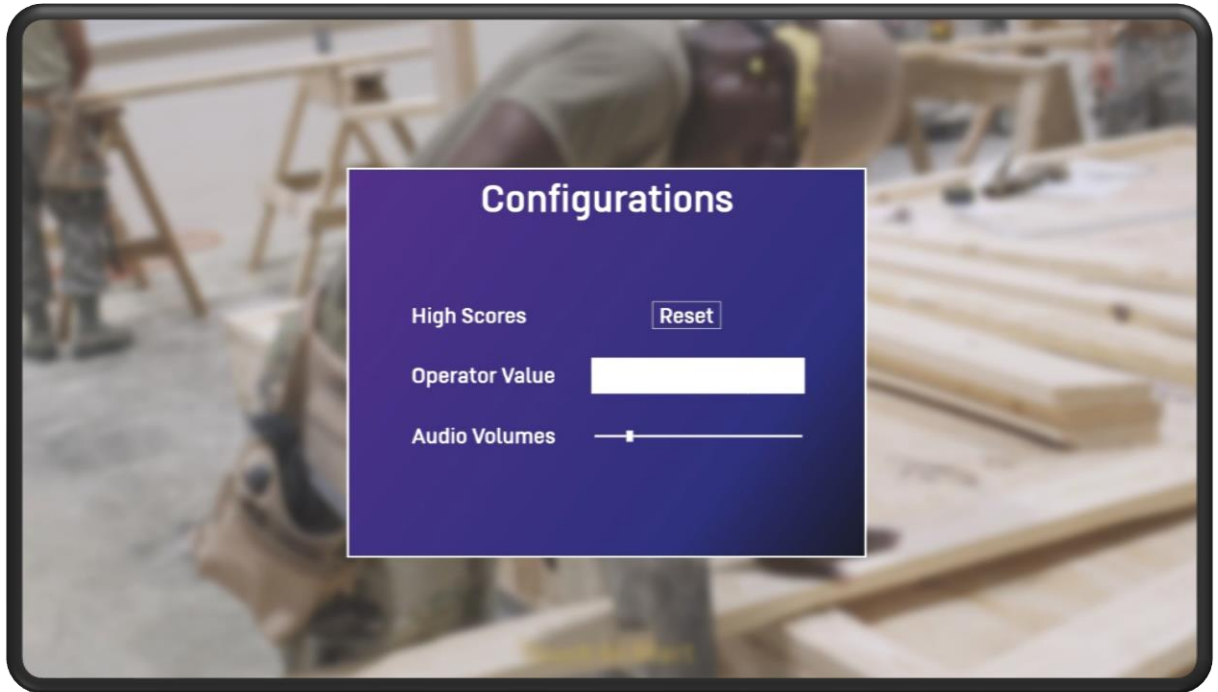 Configurations
High Scores Reset
Operator Value
Audio Volumes